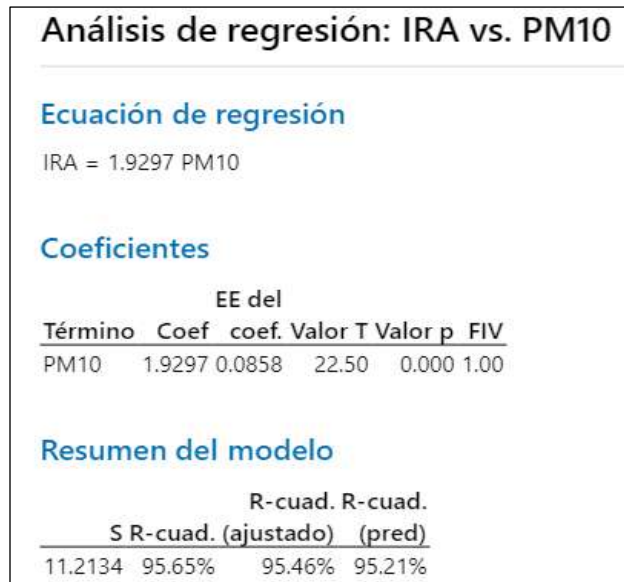 Análisis de regresión: IRA vs. PM10
Ecuación de regresión
IRA = 1.9297 PM10
Coeficientes
EE del
Término Coef coef. Valor T Valor p FIV
PM10 1.9297 0.0858 22.50 0.000 1.00
Resumen del modelo
R-cuad. R-cuad.
S R-cuad. (ajustado) (pred)
11.2134 95.65% 95.46% 95.21%